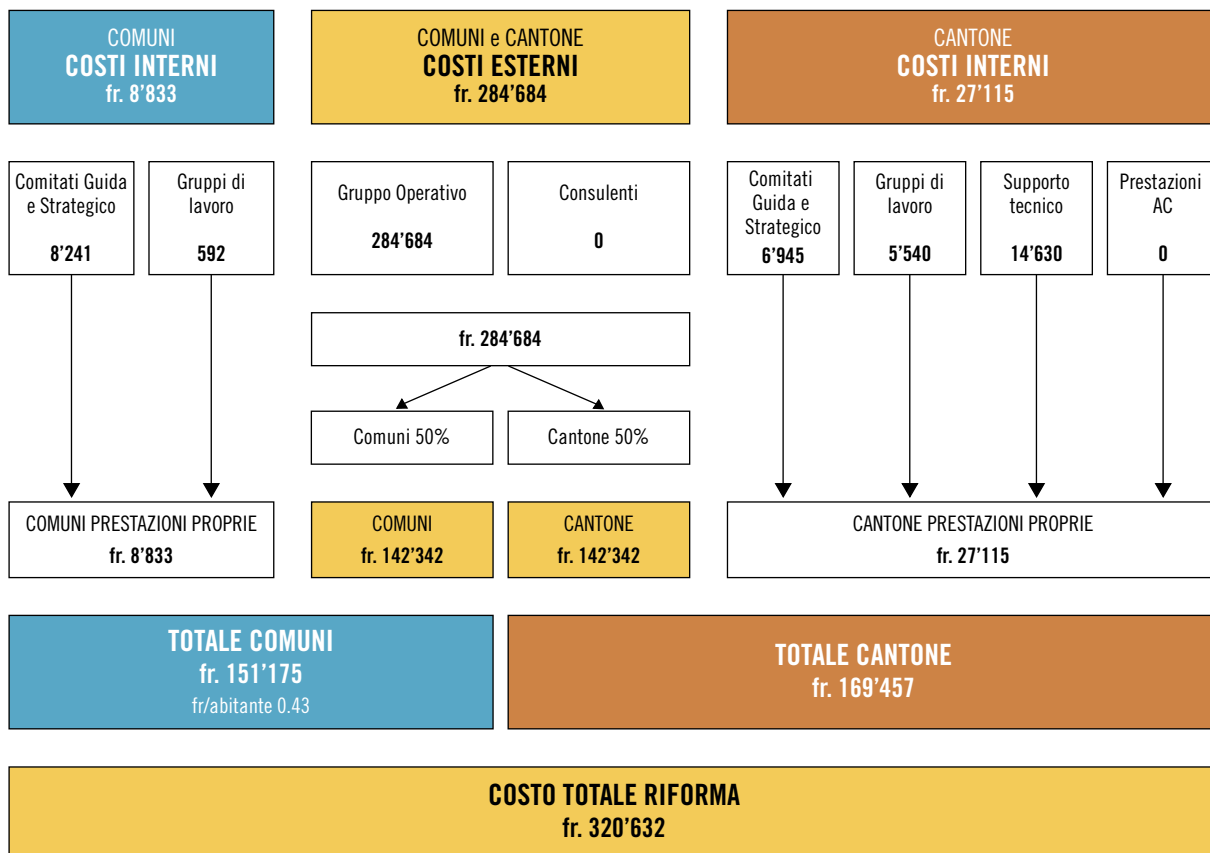 COMUNI
COSTI INTERNI
fr. 8'833
COMUNI e CANTONE
COSTI ESTERNI
fr. 284'684
CANTONE
COSTI INTERNI
fr. 27'115
Comitati Guida
e Strategico
8'241
Gruppi di
lavoro
592
Gruppo Operativo
284'684
Consulenti
0
Comitati
Guida e
Strategico
6'945
Gruppi di
lavoro
5'540
Supporto
tecnico
14'630
Prestazioni
AC
0
fr. 284'684
Comuni 50%
Cantone 50%
COMUNI PRESTAZIONI PROPRIE
fr. 8'833
COMUNI
fr. 142'342
CANTONE
fr. 142'342
CANTONE PRESTAZIONI PROPRIE
fr. 27'115
TOTALE COMUNI
fr. 151'175
fr/abitante 0.43
TOTALE CANTONE
fr. 169'457
COSTO TOTALE RIFORMA
fr. 320'632